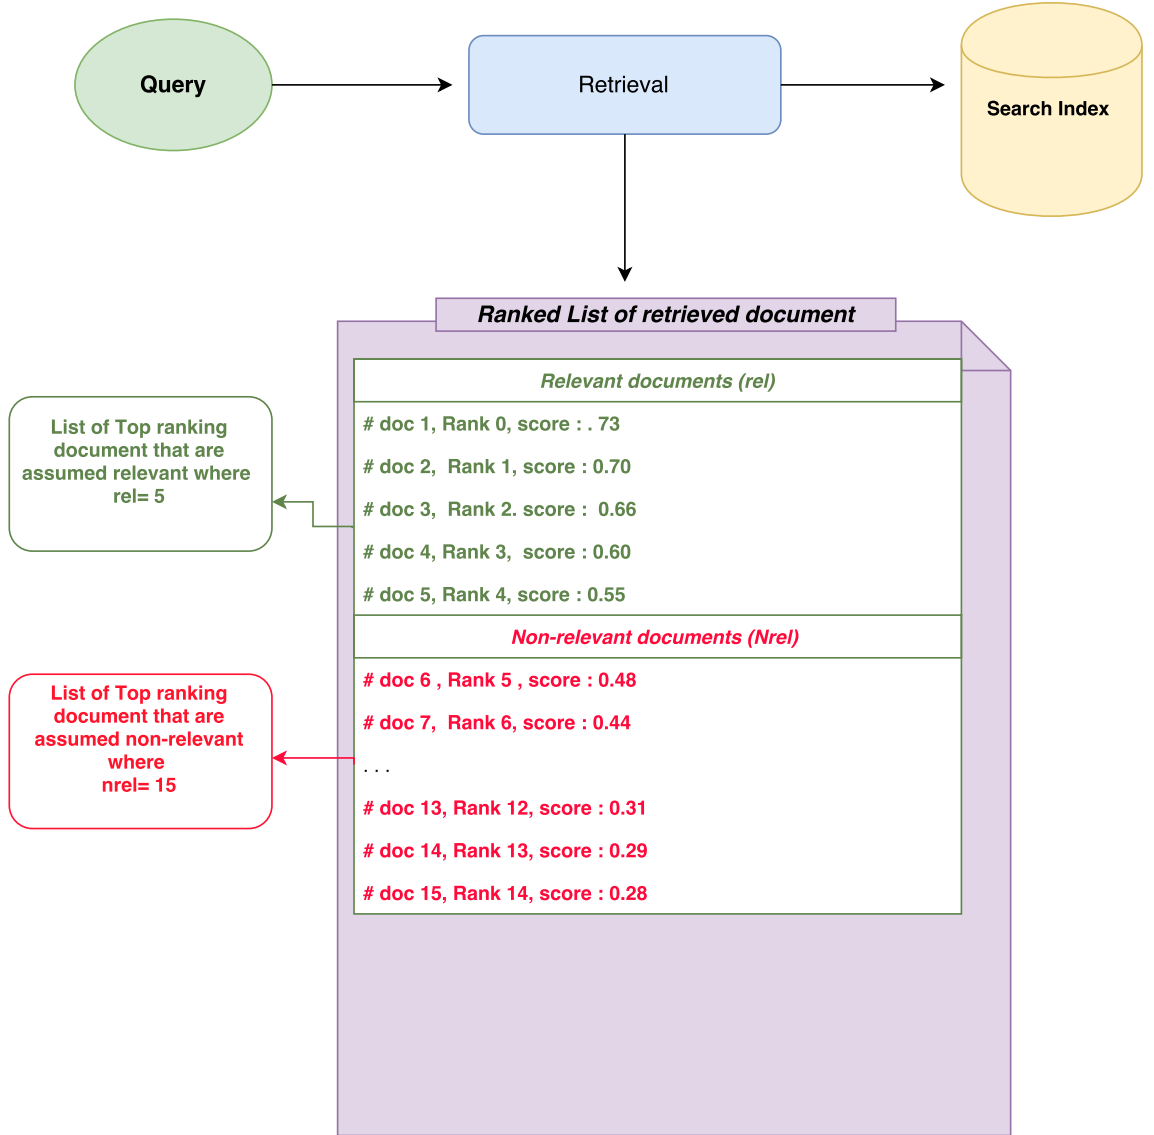 Query
Retrieval
Search Index
Ranked List of retrieved document
Relevant documents (rel)
# doc 1, Rank 0, score : . 73
# doc 2,  Rank 1, score : 0.70
# doc 3,  Rank 2. score :  0.66
# doc 4, Rank 3,  score : 0.60
# doc 5, Rank 4, score : 0.55
List of Top ranking
document that are
assumed relevant where
rel= 5
Non-relevant documents (Nrel)
# doc 6 , Rank 5 , score : 0.48
# doc 7,  Rank 6, score : 0.44
. . .
# doc 13, Rank 12, score : 0.31
# doc 14, Rank 13, score : 0.29
# doc 15, Rank 14, score : 0.28
List of Top ranking
document that are
assumed non-relevant
where
nrel= 15